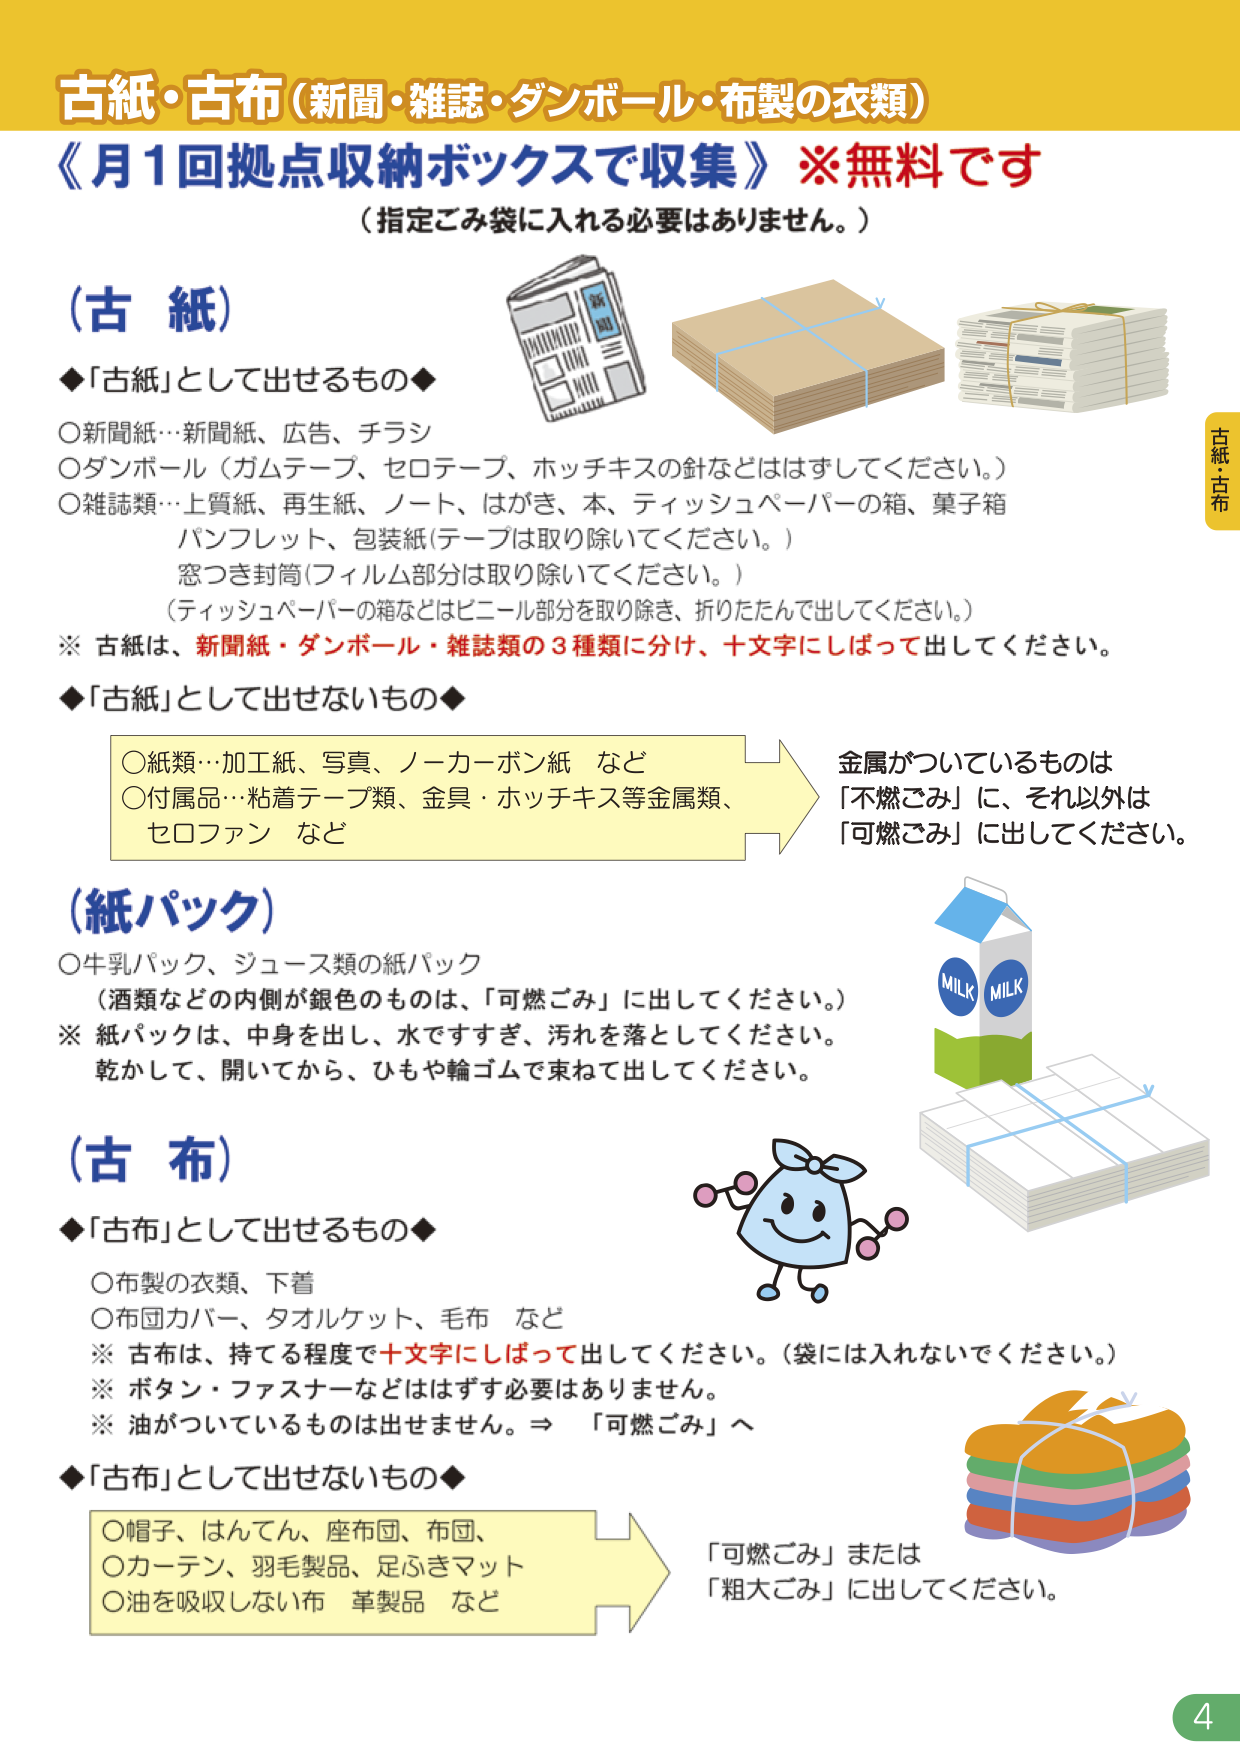 古紙・古布（新聞・雑誌・ダンボール・布製の衣類）
《月1回拠点収納ボックスで収集》※無料です
（指定ごみ袋に入れる必要はありません。）
（古　紙）
新聞
◆「古紙」として出せるもの◆
○新聞紙…新聞紙、広告、チラシ
○ダンボール（ガムテープ、セロテープ、ホッチキスの針などははずしてください。）
○雑誌類…上質紙、再生紙、ノート、はがき、本、ティッシュペーパーの箱、菓子箱
パンフレット、包装紙(テープは取り除いてください。)
窓つき封筒(フィルム部分は取り除いてください。)
（ティッシュペーパーの箱などはビニール部分を取り除き、折りたたんで出してください。）
※ 古紙は、新聞紙・ダンボール・雑誌類の３種類に分け、十文字にしばって出してください。
古紙・古布
◆「古紙」として出せないもの◆
○紙類…加工紙、写真、ノーカーボン紙　など
○付属品…粘着テープ類、金具・ホッチキス等金属類、
セロファン　など
金属がついているものは
「不燃ごみ」に、それ以外は
「可燃ごみ」に出してください。
（紙パック）
○牛乳パック、ジュース類の紙パック
（酒類などの内側が銀色のものは、「可燃ごみ」に出してください。）
※ 紙パックは、中身を出し、水ですすぎ、汚れを落としてください。
乾かして、開いてから、ひもや輪ゴムで束ねて出してください。
MILK MILK
（古　布）
◆「古布」として出せるもの◆
○布製の衣類、下着
○布団カバー、タオルケット、毛布　など
※ 古布は、持てる程度で十文字にしばって出してください。（袋には入れないでください。）
※ ボタン・ファスナーなどははずす必要はありません。
※ 油がついているものは出せません。⇒　「可燃ごみ」へ
◆「古布」として出せないもの◆
○帽子、はんてん、座布団、布団、
○カーテン、羽毛製品、足ふきマット
○油を吸収しない布　革製品　など
「可燃ごみ」または
「粗大ごみ」に出してください。
4